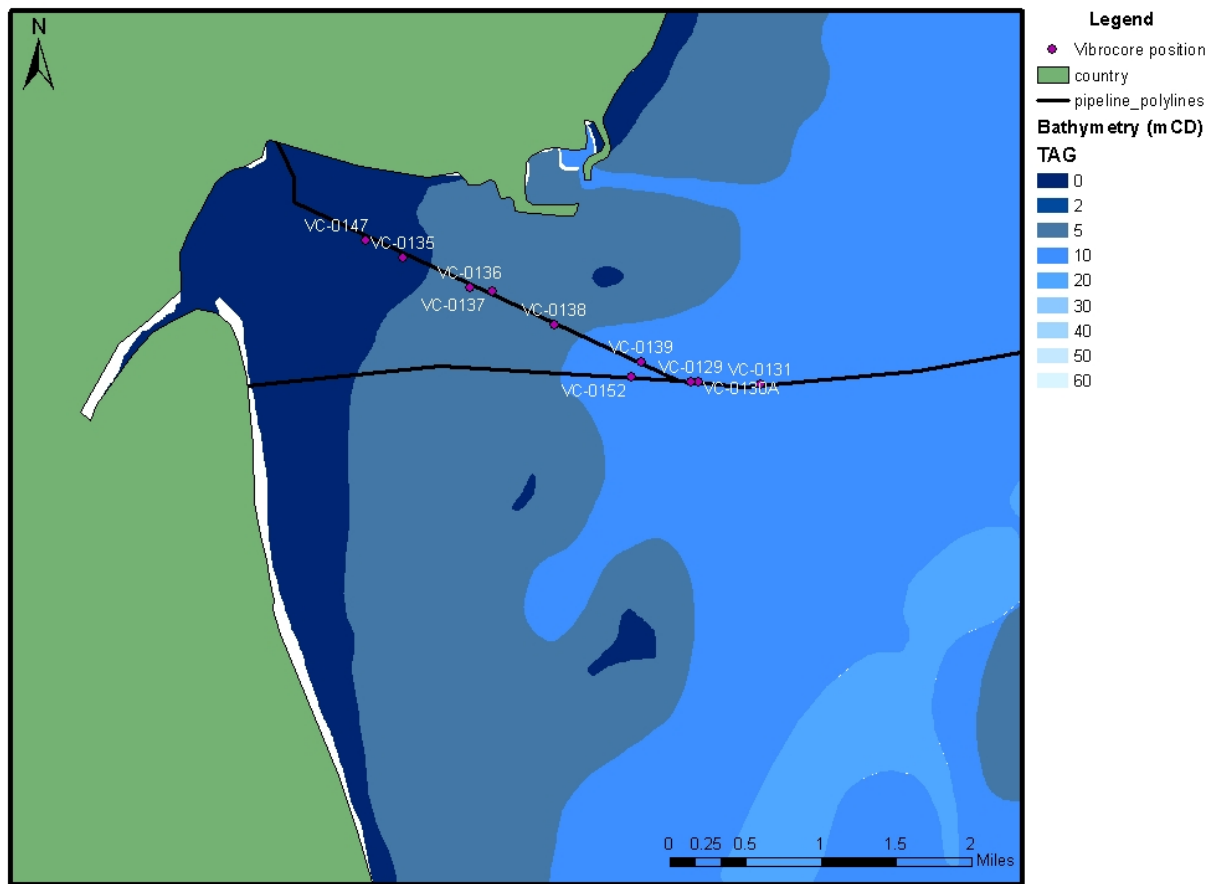 N
VC-0147
VC-0135
VC-0136
VC-0137
VC-0138
VC-0139
VC-0129
VC-0131
VC-0152
VC-0130A
0 0.25 0.5 1 1.5 2
Miles
Legend
Vibrocore position
country
pipeline_polylines
Bathymetry (mCD)
TAG
0
2
5
10
20
30
40
50
60